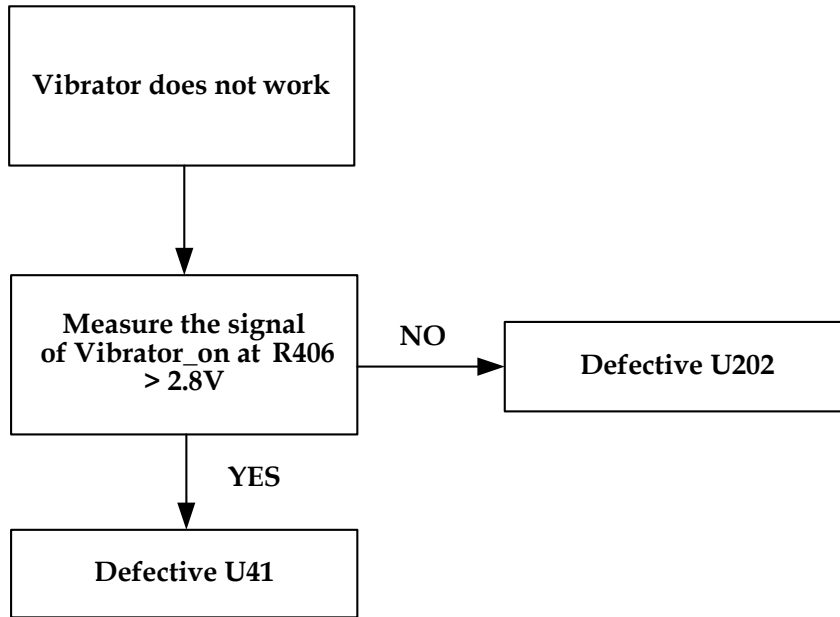 Vibrator does not work
Measure the signal
of Vibrator_on at R406
> 2.8V
NO
Defective U202
YES
Defective U41